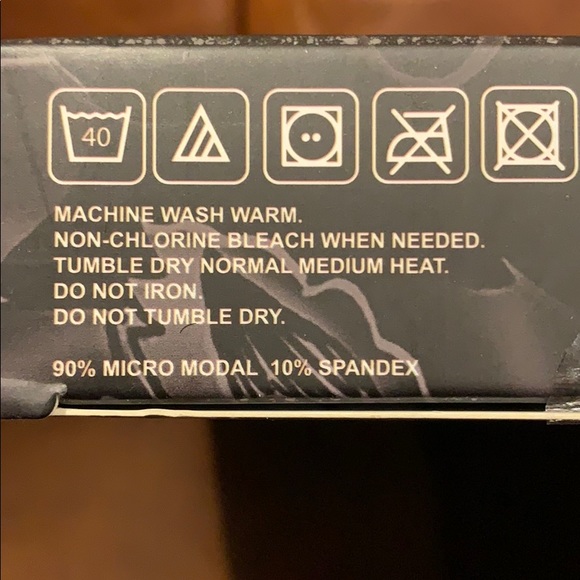 40
MACHINE WASH WARM.
NON-CHLORINE BLEACH WHEN NEEDED.
TUMBLE DRY NORMAL MEDIUM HEAT.
DO NOT IRON.
DO NOT TUMBLE DRY.
90% MICRO MODAL 10% SPANDEX